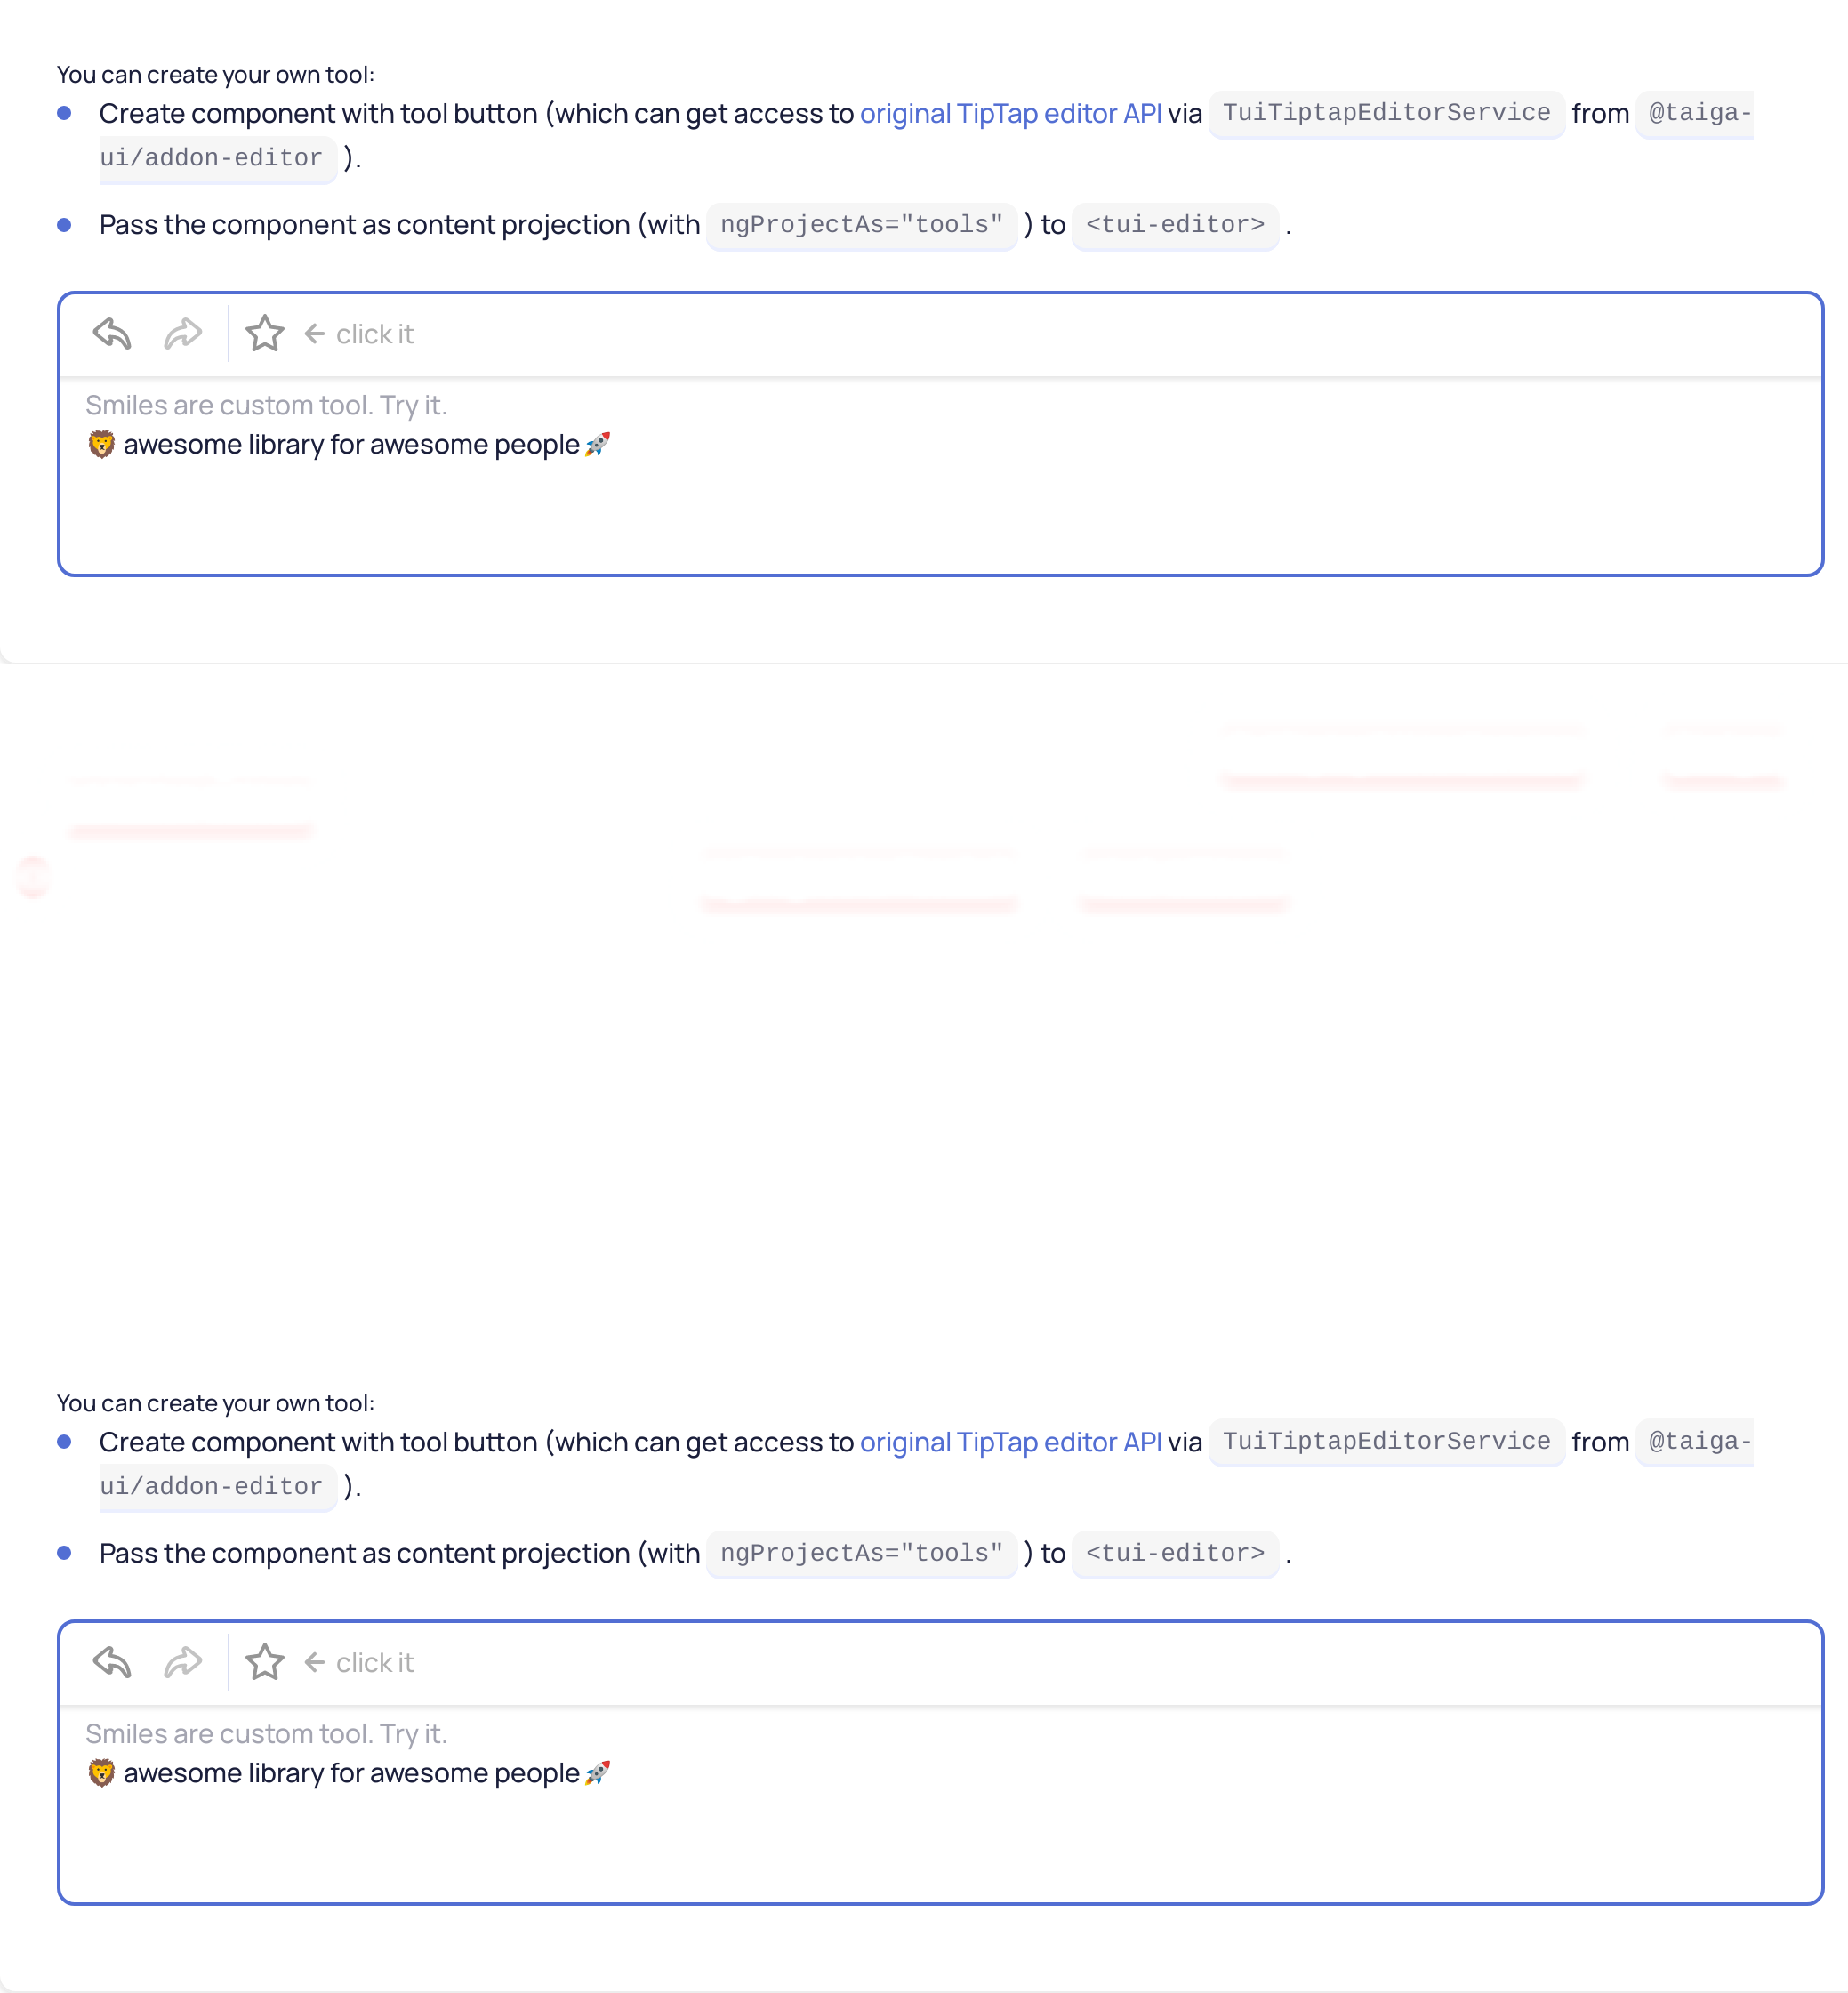 You can create your own tool:
Create component with tool button (which can get access to original TipTap editor API via TuiTiptapEditorService from @taiga-
ui/addon-editor ).
Pass the component as content projection (with ngProjectAs="tools" ) to <tui-editor> .
← click it
Smiles are custom tool. Try it.
🦁 awesome library for awesome people 🚀
You can create your own tool:
Create component with tool button (which can get access to original TipTap editor API via TuiTiptapEditorService from @taiga-
ui/addon-editor ).
Pass the component as content projection (with ngProjectAs="tools" ) to <tui-editor> .
← click it
Smiles are custom tool. Try it.
🦁 awesome library for awesome people 🚀